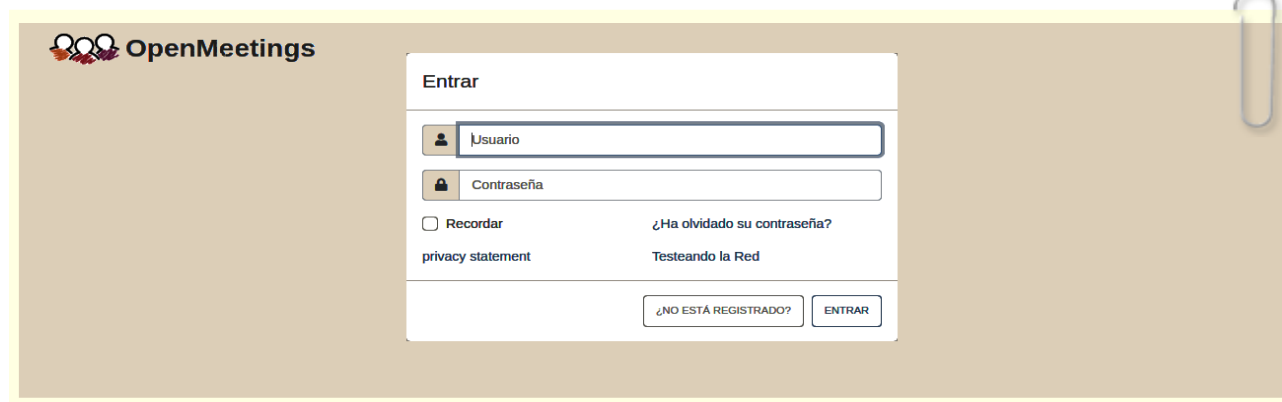 OpenMeetings
Entrar
Usuario
Contraseña
Recordar
¿Ha olvidado su contraseña?
privacy statement
Testeando la Red
¿NO ESTÁ REGISTRADO?
ENTRAR